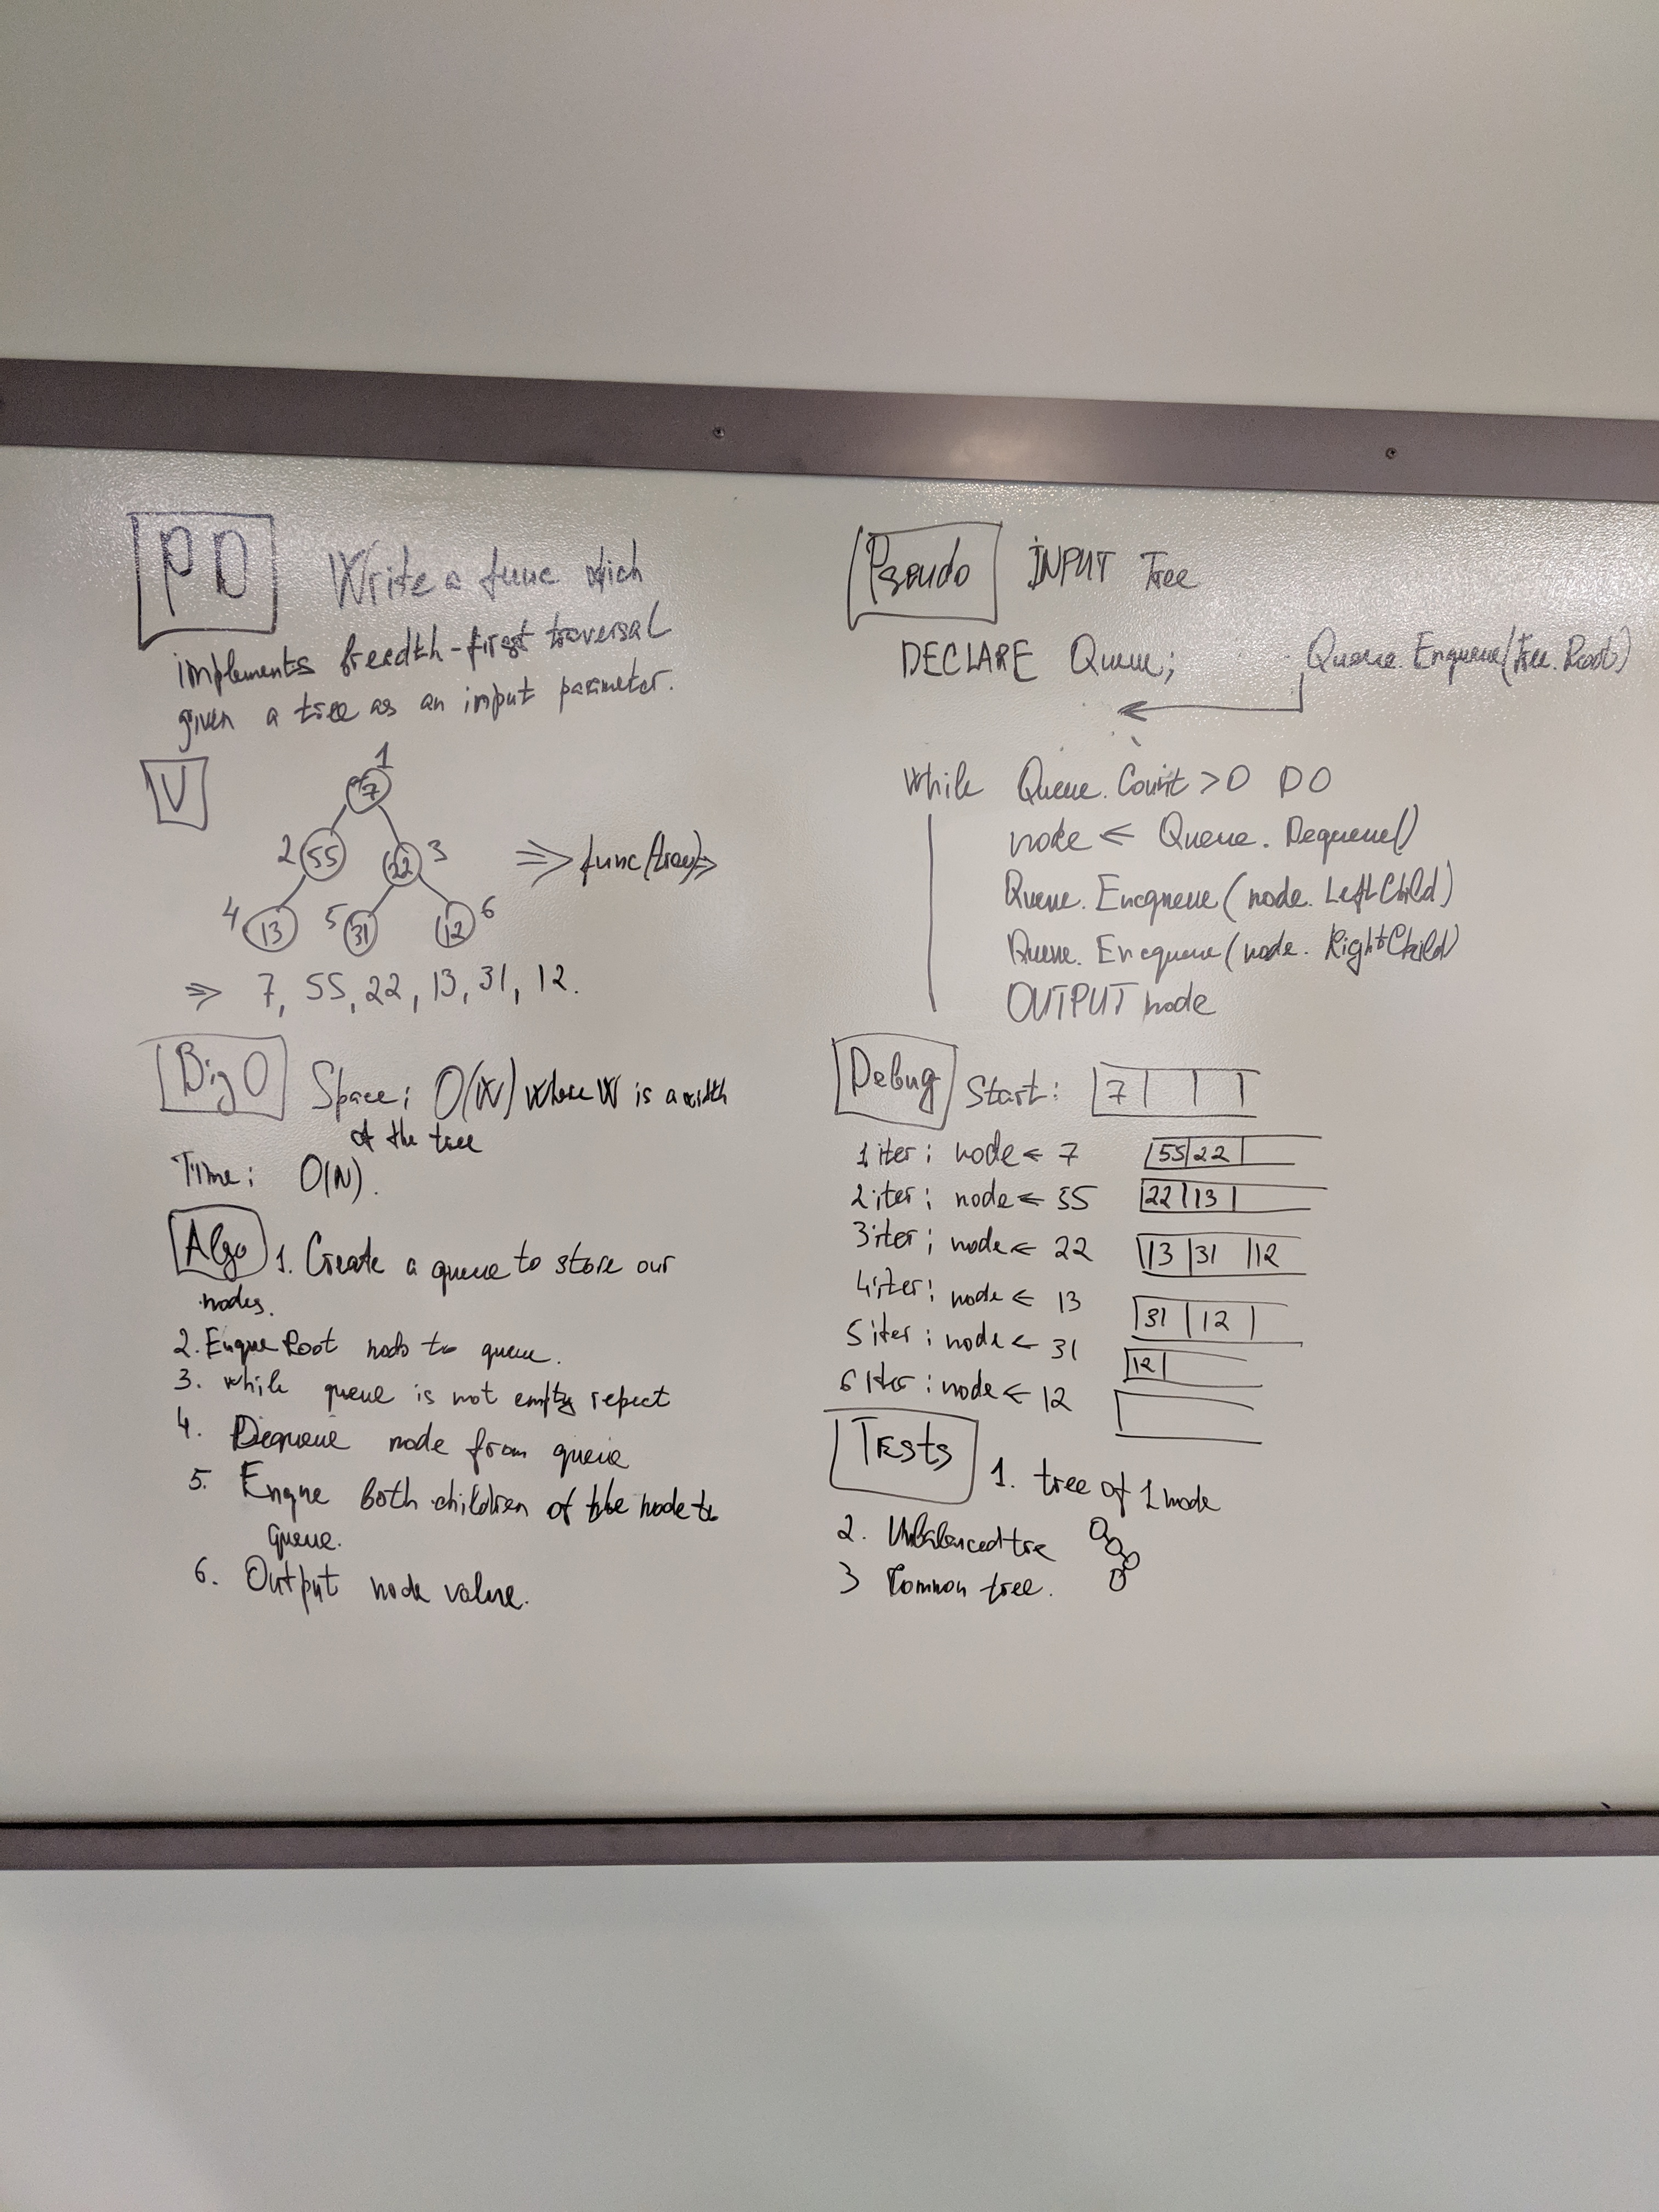 PD Write a func which
implements breedth-first traversal
given a tree as an input parameter.
V
1
7
2 55 22 3
⇒ func(tree)⇒
4 13 5 31 12 6
⇒ 7, 55, 22, 13, 31, 12.
Big O Space: O(W) where W is a width
of the tree
Time: O(N).
Algo 1. Create a queue to store our
nodes.
2. Enque Root node to queue.
3. while queue is not empty repeat
4. Dequeue node from queue
5. Enque both children of the node to
queue.
6. Output node value.
Pseudo INPUT Tree
DECLARE Queue; Queue.Enqueue(Tree.Root)
While Queue.Count > 0 DO
node ← Queue.Dequeue()
Queue.Encqueue(node.LeftChild)
Queue.Encqueue(node.RightChild)
OUTPUT node
Debug Start: 7
1 iter: node ← 7 55 22
2 iter: node ← 55 22 13
3 iter: node ← 22 13 31 12
4 iter: node ← 13 31 12
5 iter: node ← 31 12
6 iter: node ← 12
Tests 1. tree of 1 node
2. Unbalanced tree
3 Common tree.